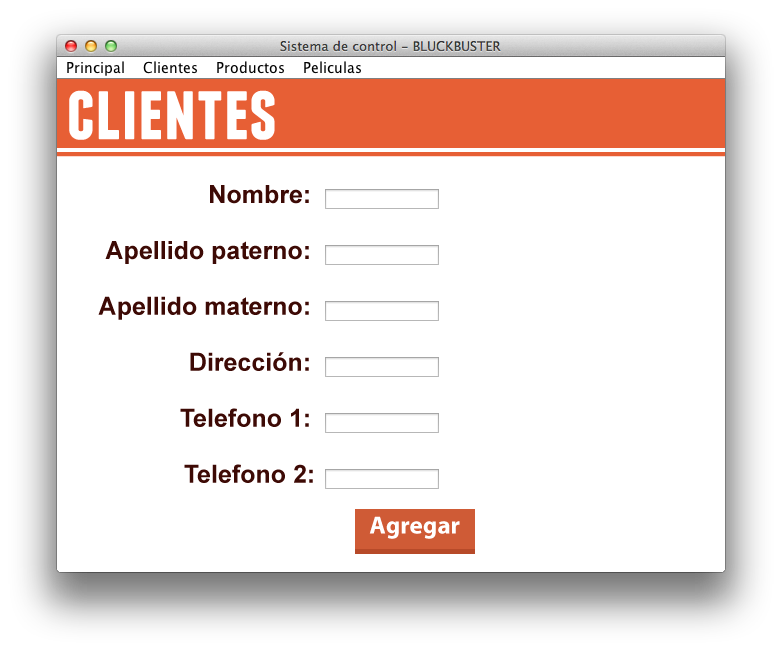 Sistema de control – BLUCKBUSTER
Principal Clientes Productos Peliculas
CLIENTES
Nombre:
Apellido paterno:
Apellido materno:
Dirección:
Telefono 1:
Telefono 2:
Agregar